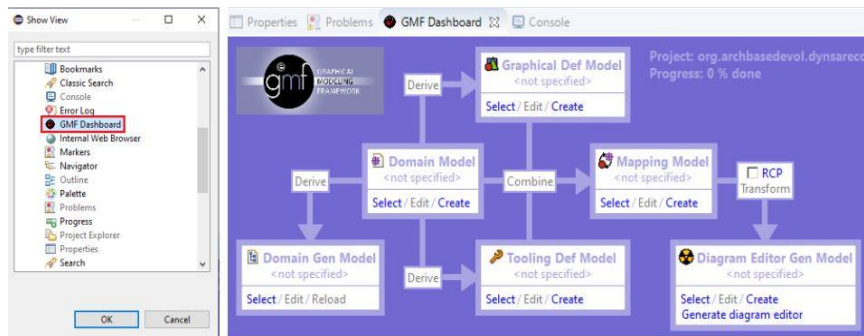 Show View
type filter text
Bookmarks
Classic Search
Console
Error Log
GMF Dashboard
Internal Web Browser
Markers
Navigator
Outline
Palette
Problems
Progress
Project Explorer
Properties
Search
OK Cancel
Properties Problems GMF Dashboard Console
gmf GRAPHICAL MODELING FRAMEWORK
Project: org.archbasedevol.dynsareco
Progress: 0 % done
Derive
Graphical Def Model
<not specified>
Select / Edit / Create
Derive
Domain Model
<not specified>
Select / Edit / Create
Combine
Mapping Model
<not specified>
Select / Edit / Create
RCP
Transform
Domain Gen Model
<not specified>
Select / Edit / Reload
Derive
Tooling Def Model
<not specified>
Select / Edit / Create
Diagram Editor Gen Model
<not specified>
Select / Edit / Create
Generate diagram editor